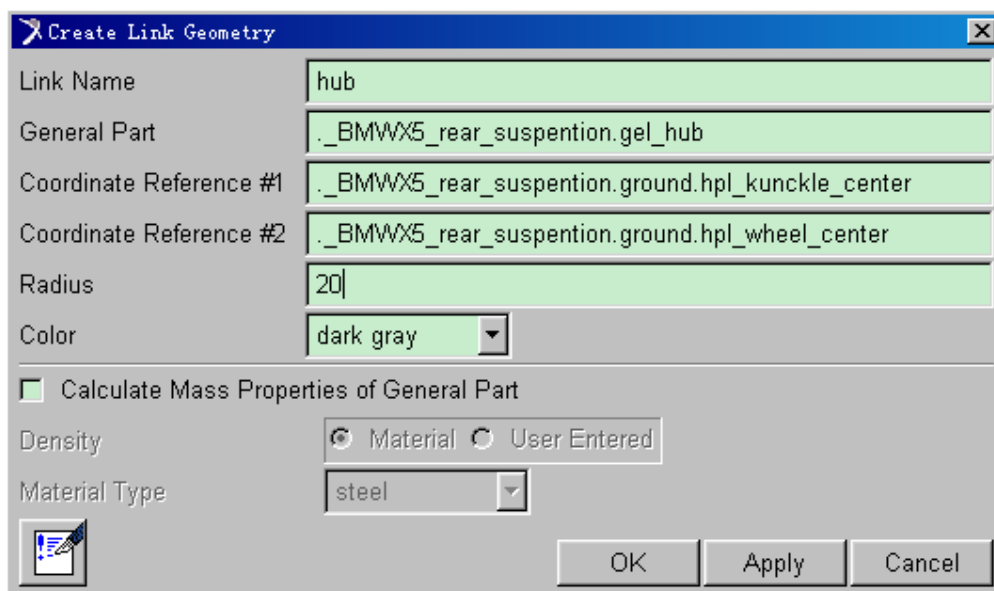 Create Link Geometry
Link Name hub
General Part ._BMWX5_rear_suspention.gel_hub
Coordinate Reference #1 ._BMWX5_rear_suspention.ground.hpl_kunckle_center
Coordinate Reference #2 ._BMWX5_rear_suspention.ground.hpl_wheel_center
Radius 20
Color dark gray
Calculate Mass Properties of General Part
Density Material User Entered
Material Type steel
OK Apply Cancel